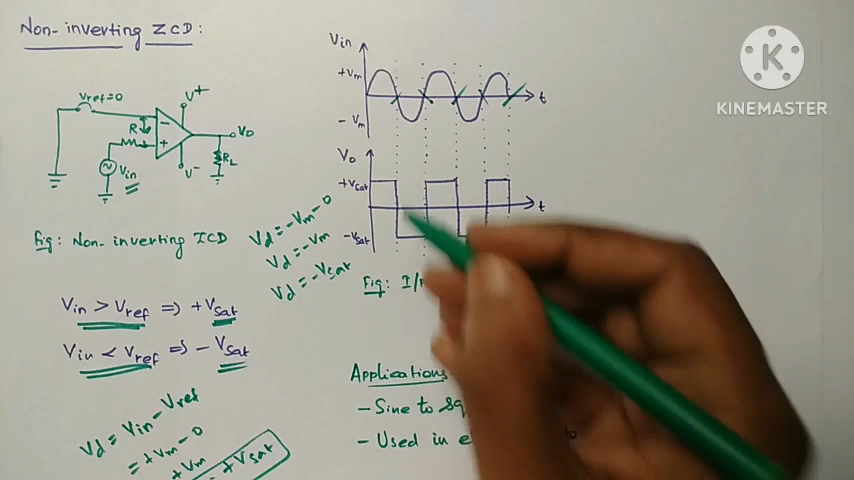 Non-inverting ZCD:
Vref=0
V+
R
-
+
Vo
RL
Vin
V-
Fig: Non-inverting ZCD
Vin > Vref => +Vsat
Vin < Vref => -Vsat
Vd = Vin - Vref
= +Vm - 0
+Vm
+Vsat
Vd = -Vm - 0
Vd = -Vm
Vd = -Vsat
Vin
+Vm
-Vm
t
Vo
+Vsat
-Vsat
t
Fig: I/
Applications
- Sine to
- Used in
K
KINEMASTER